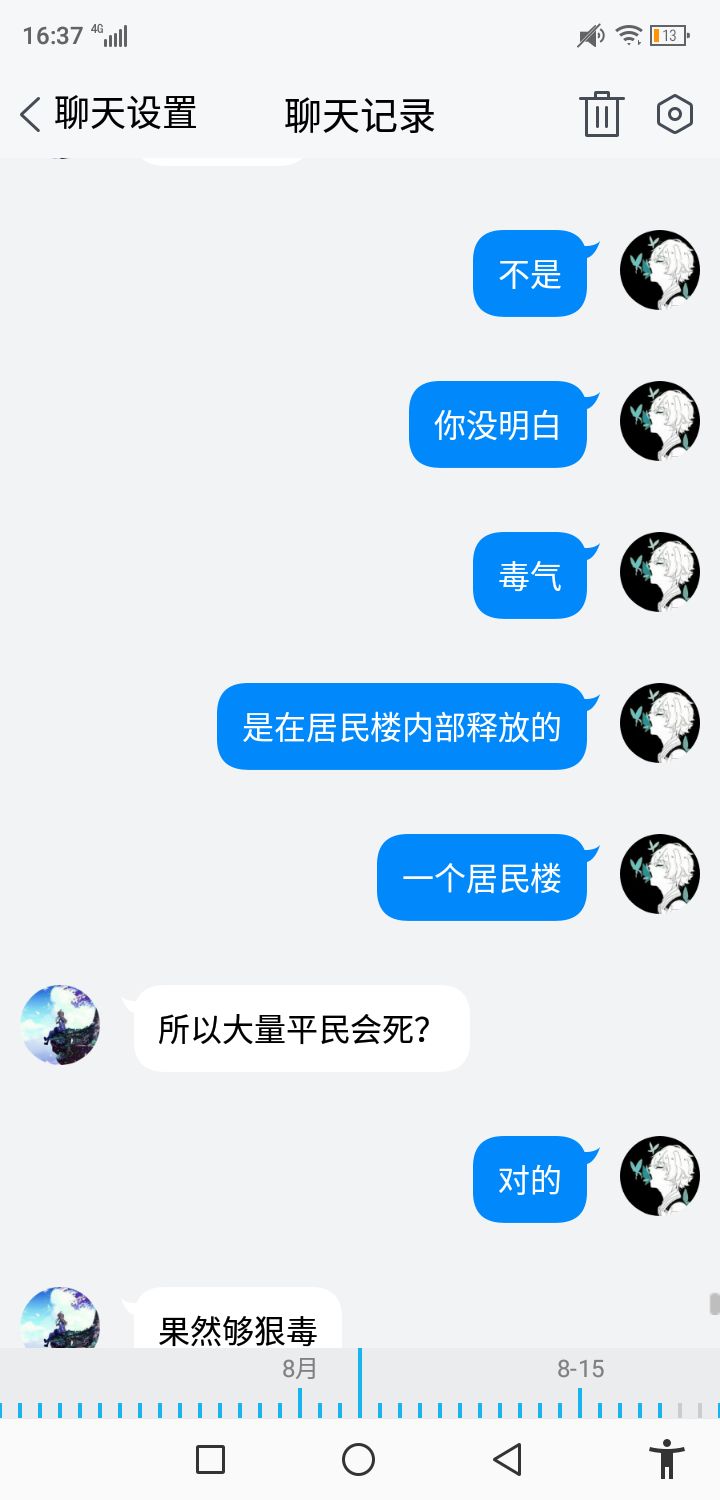 16:37 4G 13
聊天设置 聊天记录
不是
你没明白
毒气
是在居民楼内部释放的
一个居民楼
所以大量平民会死?
对的
果然够狠毒
8月 8-15